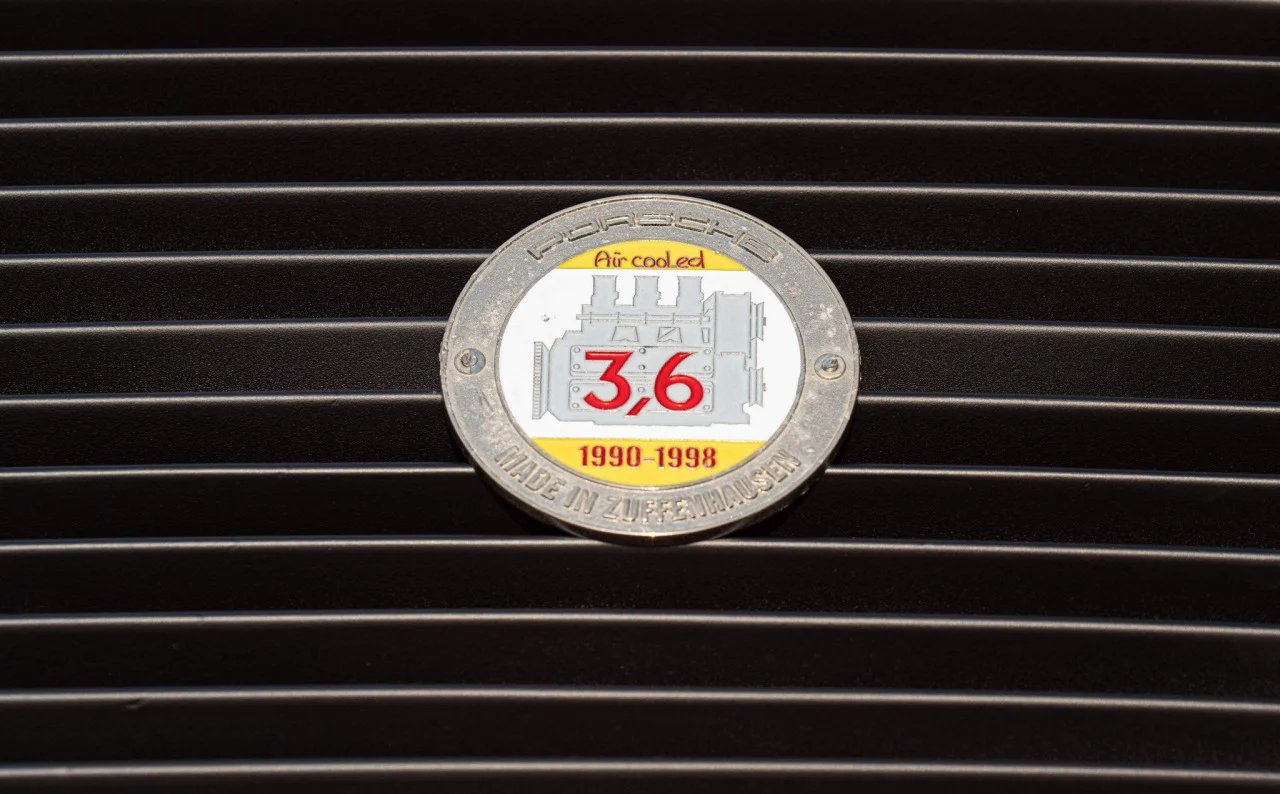 PORSCHE
Air cooled
3,6
1990-1998
MADE IN ZUFFENHAUSEN